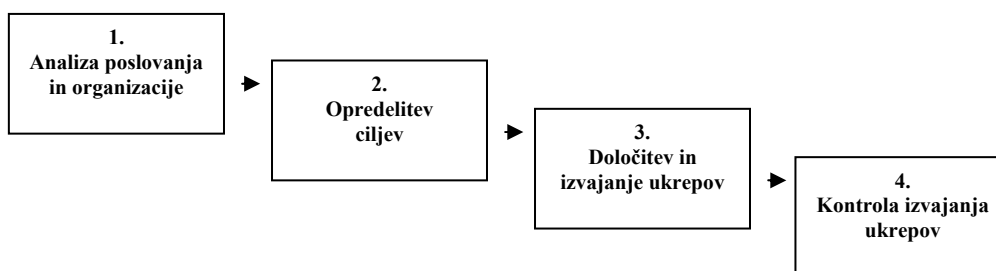 1.
Analiza poslovanja
in organizacije
2.
Opredelitev
ciljev
3.
Določitev in
izvajanje ukrepov
4.
Kontrola izvajanja
ukrepov